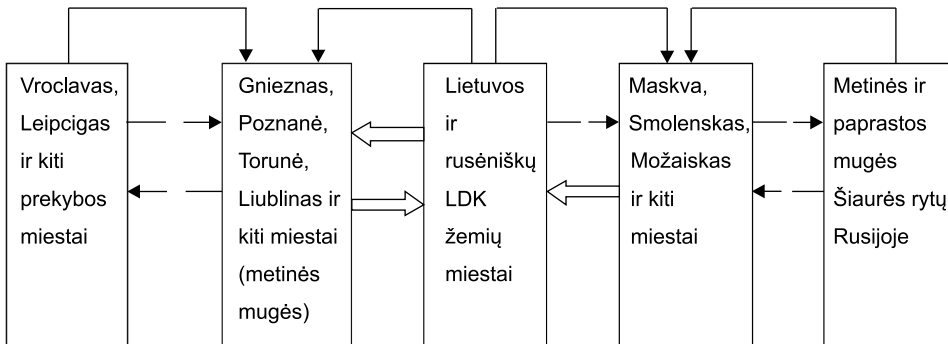 Vroclavas,
Leipcigas
ir kiti
prekybos
miestai
Gnieznas,
Poznanė,
Torunė,
Liublinas ir
kiti miestai
(metinės
mugės)
Lietuvos
ir
rusėniškų
LDK
žemių
miestai
Maskva,
Smolenskas,
Možaiskas
ir kiti
miestai
Metinės ir
paprastos
mugės
Šiaurės rytų
Rusijoje